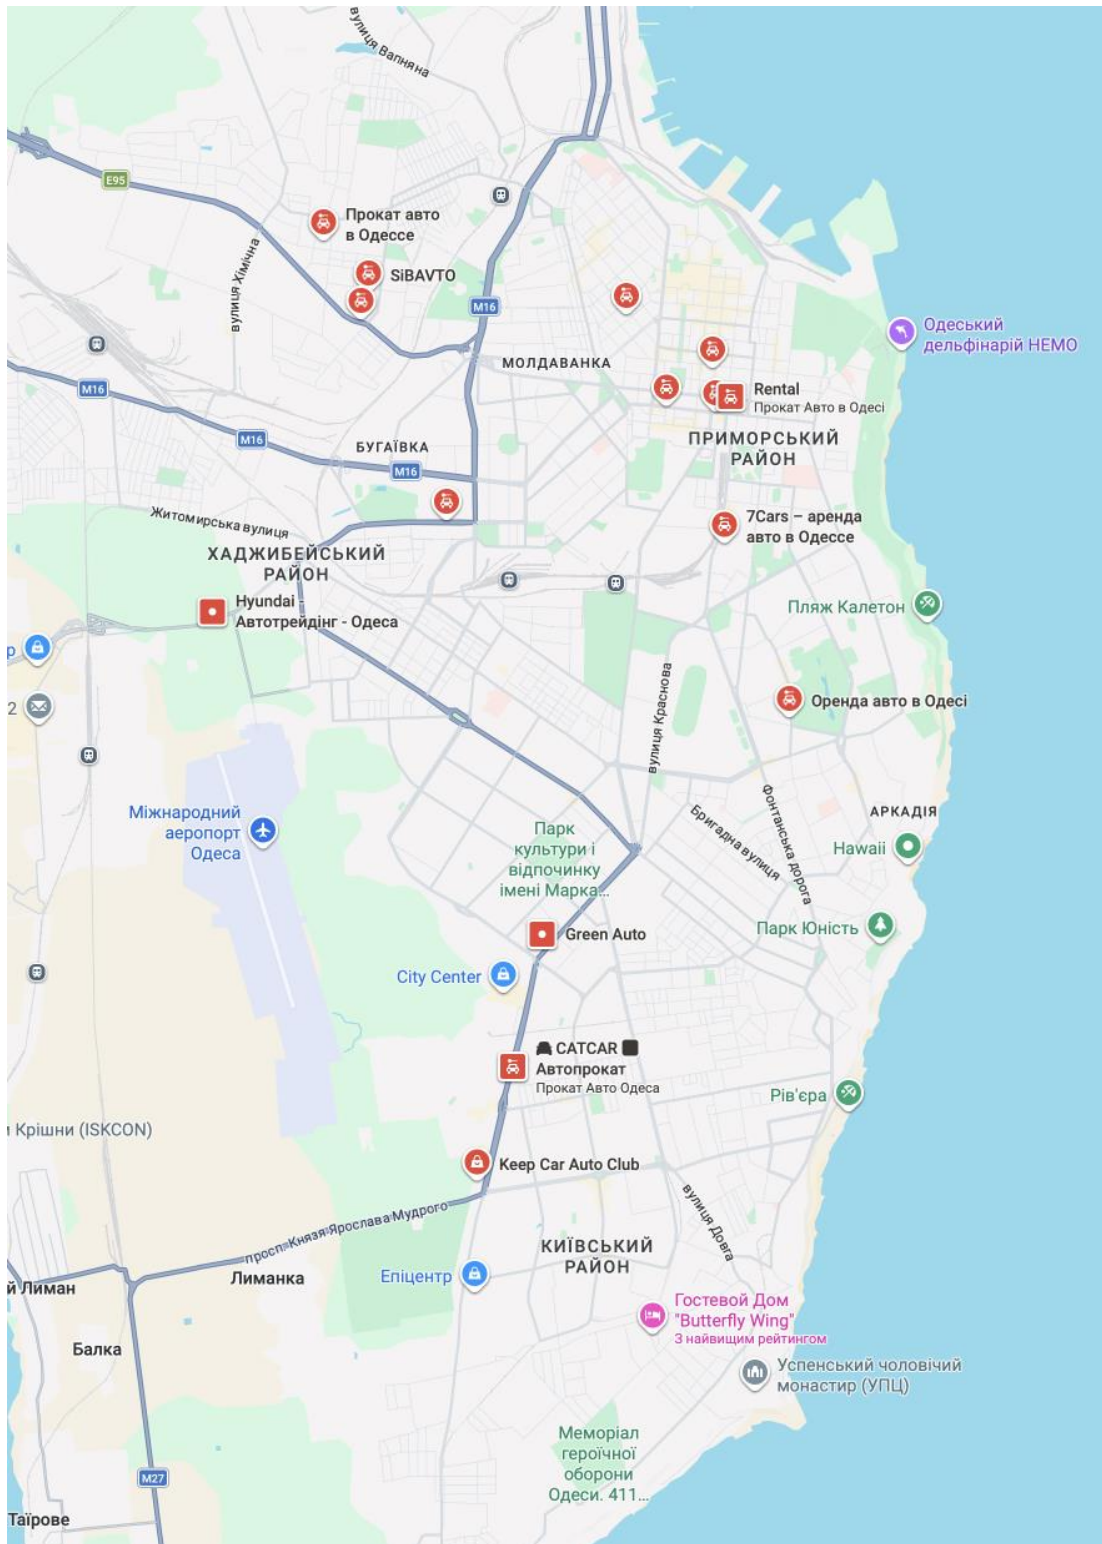 вулиця Вапняна
E95
Прокат авто
в Одессе
вулиця Хімічна
SiBAVTO
M16
Одеський
дельфінарій НЕМО
МОЛДАВАНКА
M16
Rental
Прокат Авто в Одесі
M16
БУГАЇВКА
ПРИМОРСЬКИЙ
РАЙОН
M16
Житомирська вулиця
7Cars – аренда
авто в Одессе
ХАДЖИБЕЙСЬКИЙ
РАЙОН
Hyundai -
Автотрейдінг - Одеса
Пляж Калетон
р
2
вулиця Краснова
Оренда авто в Одесі
Міжнародний
аеропорт
Одеса
Фонтанська дорога
АРКАДІЯ
Бригадна вулиця
Парк
культури і
відпочинку
імені Марка...
Hawaii
Парк Юність
Green Auto
City Center
CATCAR
Автопрокат
Прокат Авто Одеса
Рів'єра
и Крішни (ISKCON)
Keep Car Auto Club
просп. Князя Ярослава Мудрого
вулиця Довга
КИЇВСЬКИЙ
РАЙОН
й Лиман
Лиманка
Епіцентр
Гостевой Дом
"Butterfly Wing"
З найвищим рейтингом
Балка
Успенський чоловічий
монастир (УПЦ)
Меморіал
героїчної
оборони
Одеси. 411...
M27
Таїрове